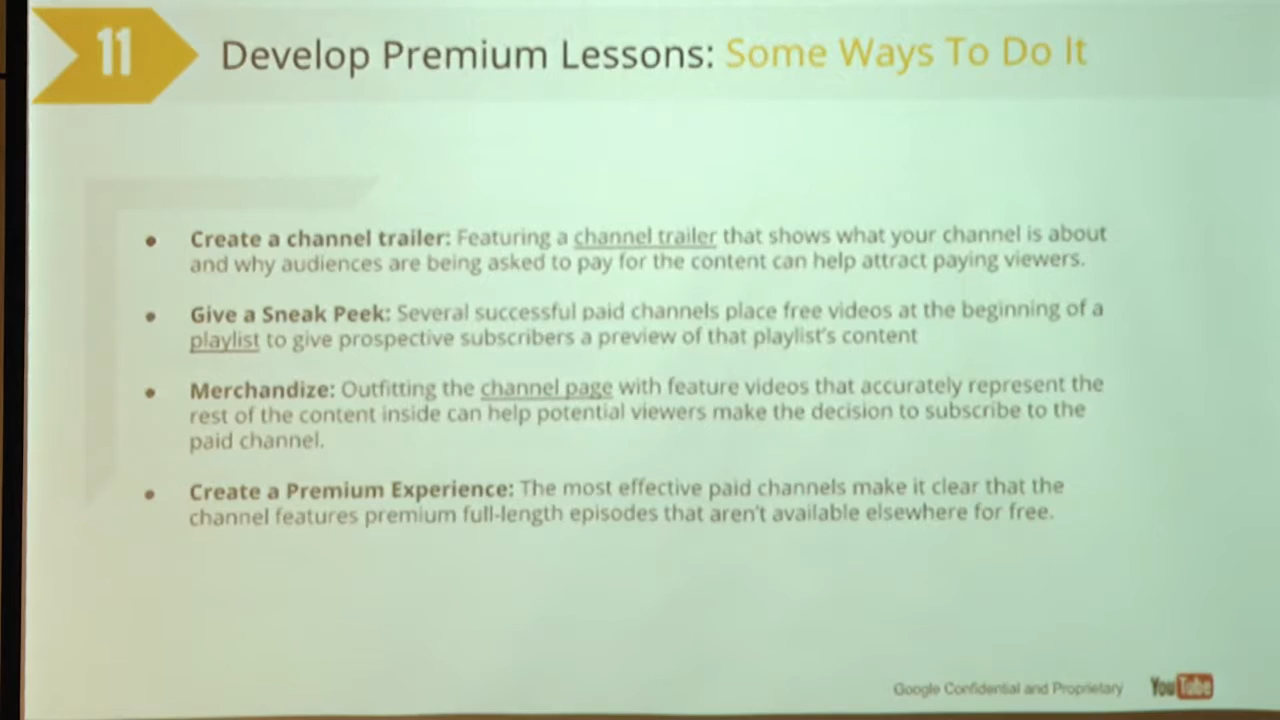 11
Develop Premium Lessons: Some Ways To Do It
• Create a channel trailer: Featuring a channel trailer that shows what your channel is about
and why audiences are being asked to pay for the content can help attract paying viewers.
• Give a Sneak Peek: Several successful paid channels place free videos at the beginning of a
playlist to give prospective subscribers a preview of that playlist's content
• Merchandize: Outfitting the channel page with feature videos that accurately represent the
rest of the content inside can help potential viewers make the decision to subscribe to the
paid channel.
• Create a Premium Experience: The most effective paid channels make it clear that the
channel features premium full-length episodes that aren't available elsewhere for free.
Google Confidential and Proprietary
YouTube